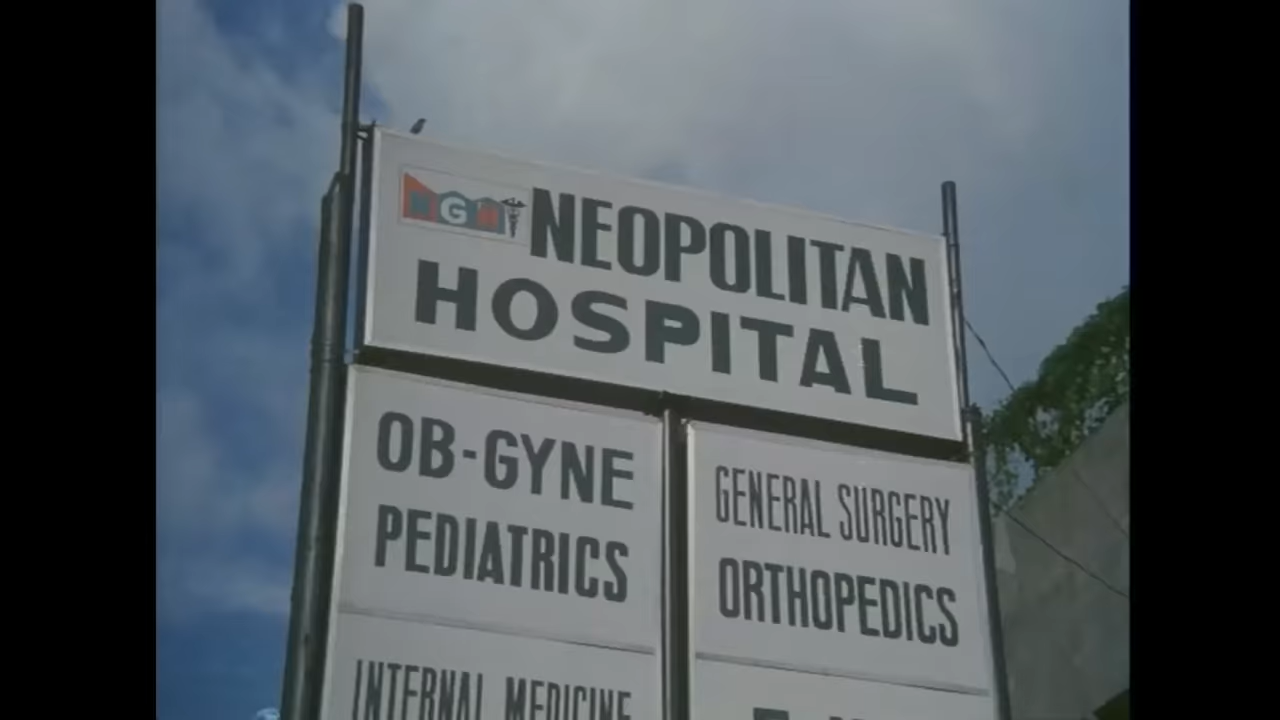 NGH
NEOPOLITAN
HOSPITAL
OB-GYNE
PEDIATRICS
GENERAL SURGERY
ORTHOPEDICS
INTERNAL MEDICINE